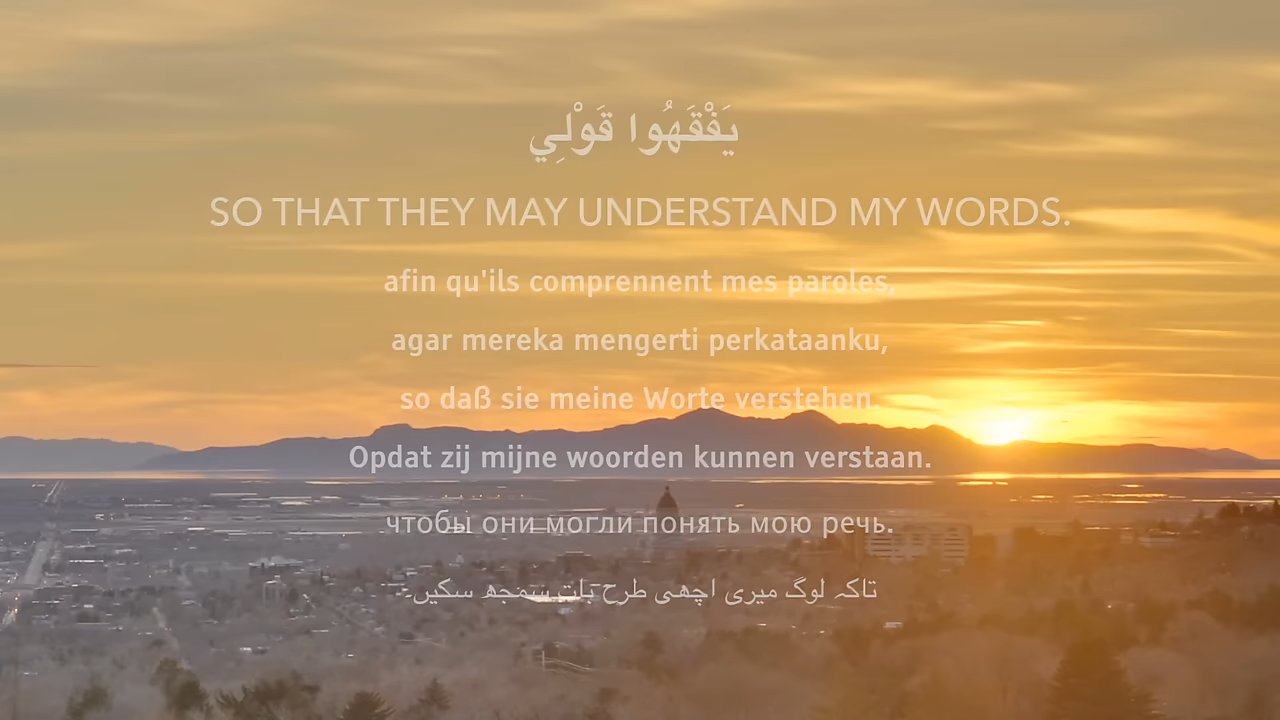 يَفْقَهُوا قَوْلِي
SO THAT THEY MAY UNDERSTAND MY WORDS.
afin qu'ils comprennent mes paroles,
agar mereka mengerti perkataanku,
so daß sie meine Worte verstehen.
Opdat zij mijne woorden kunnen verstaan.
чтобы они могли понять мою речь.
تاکہ لوگ میری اچھی طرح بات سمجھ سکیں۔